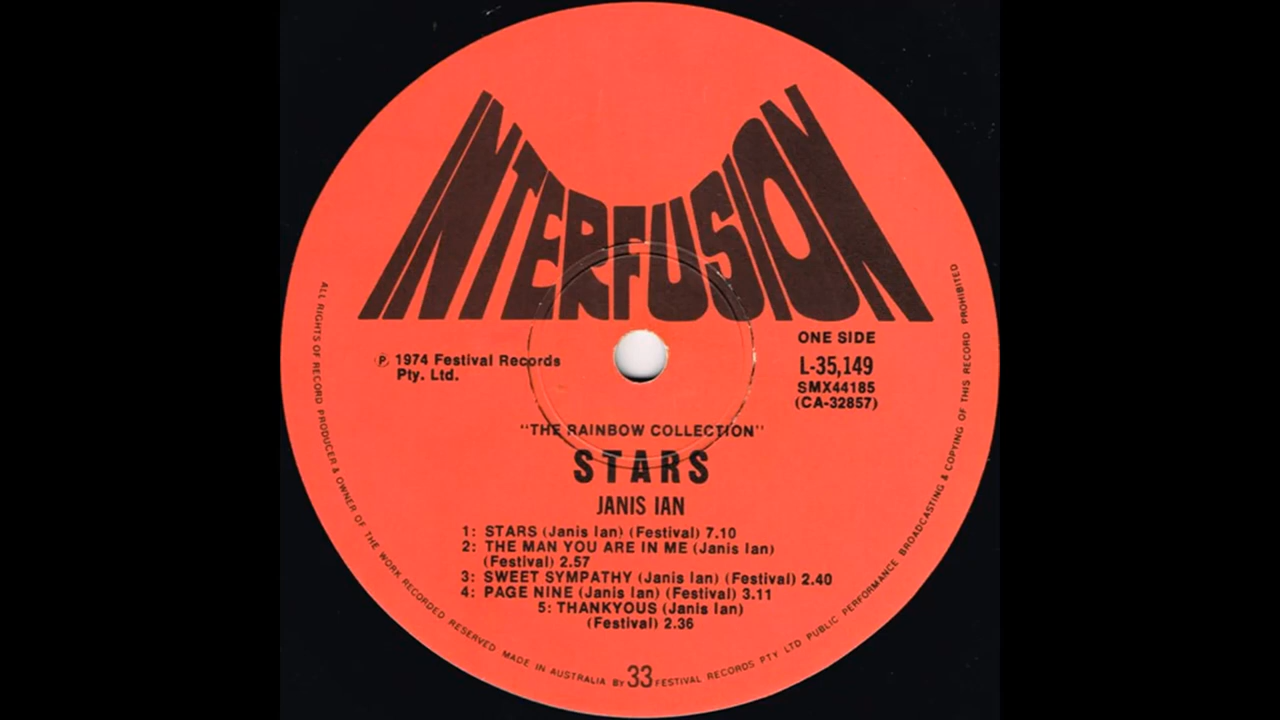 INTERFUSION
ONE SIDE
L-35,149
SMX44185
(CA-32857)
Ⓟ 1974 Festival Records
Pty. Ltd.
"THE RAINBOW COLLECTION"
STARS
JANIS IAN
1: STARS (Janis Ian) (Festival) 7.10
2: THE MAN YOU ARE IN ME (Janis Ian)
(Festival) 2.57
3: SWEET SYMPATHY (Janis Ian) (Festival) 2.40
4: PAGE NINE (Janis Ian) (Festival) 3.11
5: THANKYOUS (Janis Ian)
(Festival) 2.36
ALL RIGHTS OF RECORD PRODUCER & OWNER OF THE WORK RECORDED RESERVED MADE IN AUSTRALIA BY 33 FESTIVAL RECORDS PTY LTD PUBLIC PERFORMANCE BROADCASTING & COPYING OF THIS RECORD PROHIBITED